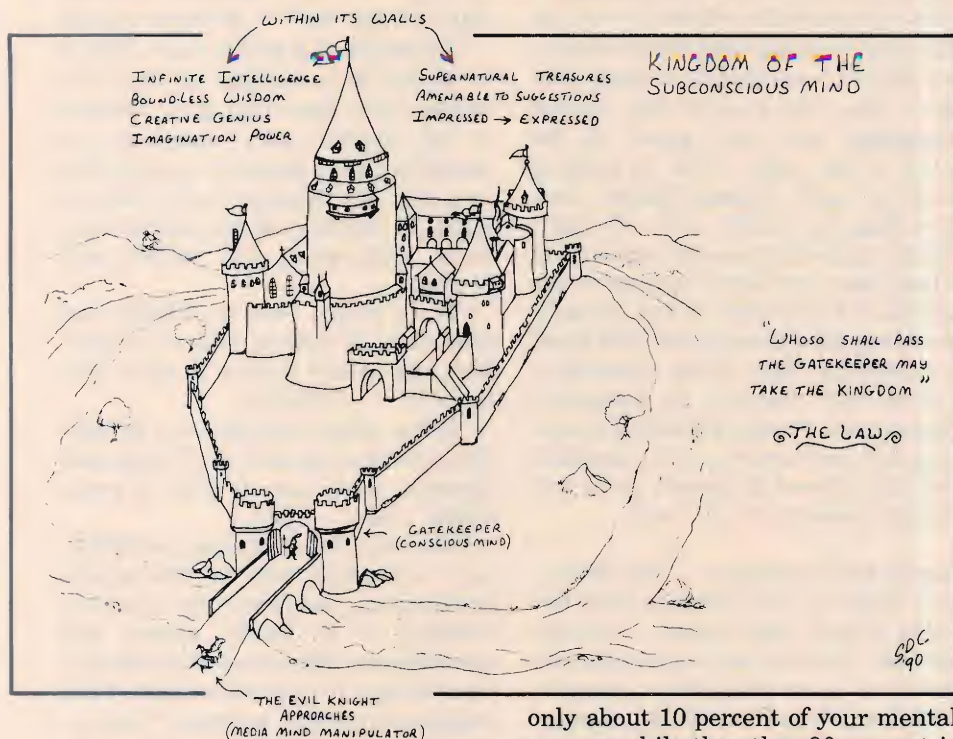 WITHIN ITS WALLS
INFINITE INTELLIGENCE
BOUND-LESS WISDOM
CREATIVE GENIUS
IMAGINATION POWER
SUPERNATURAL TREASURES
AMENABLE TO SUGGESTIONS
IMPRESSED → EXPRESSED
KINGDOM OF THE
SUBCONSCIOUS MIND
"WHOSO SHALL PASS
THE GATEKEEPER MAY
TAKE THE KINGDOM"
THE LAW
GATEKEEPER
(CONSCIOUS MIND)
SDC
90
THE EVIL KNIGHT
APPROACHES
(MEDIA MIND MANIPULATOR)
only about 10 percent of your mental